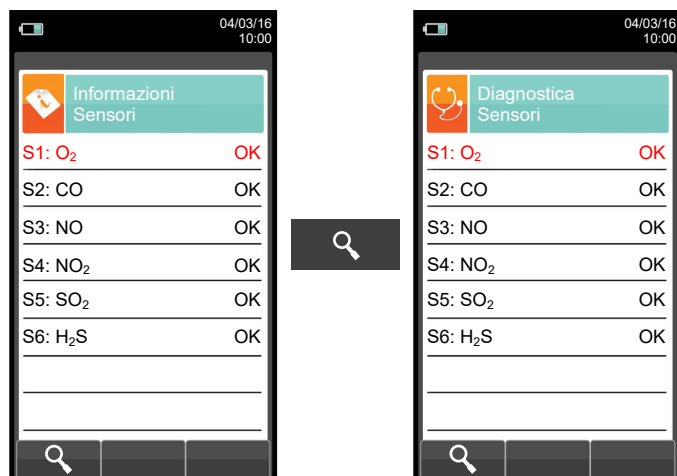 04/03/16
10:00
Informazioni
Sensori
S1: O₂ OK
S2: CO OK
S3: NO OK
S4: NO₂ OK
S5: SO₂ OK
S6: H₂S OK
04/03/16
10:00
Diagnostica
Sensori
S1: O₂ OK
S2: CO OK
S3: NO OK
S4: NO₂ OK
S5: SO₂ OK
S6: H₂S OK